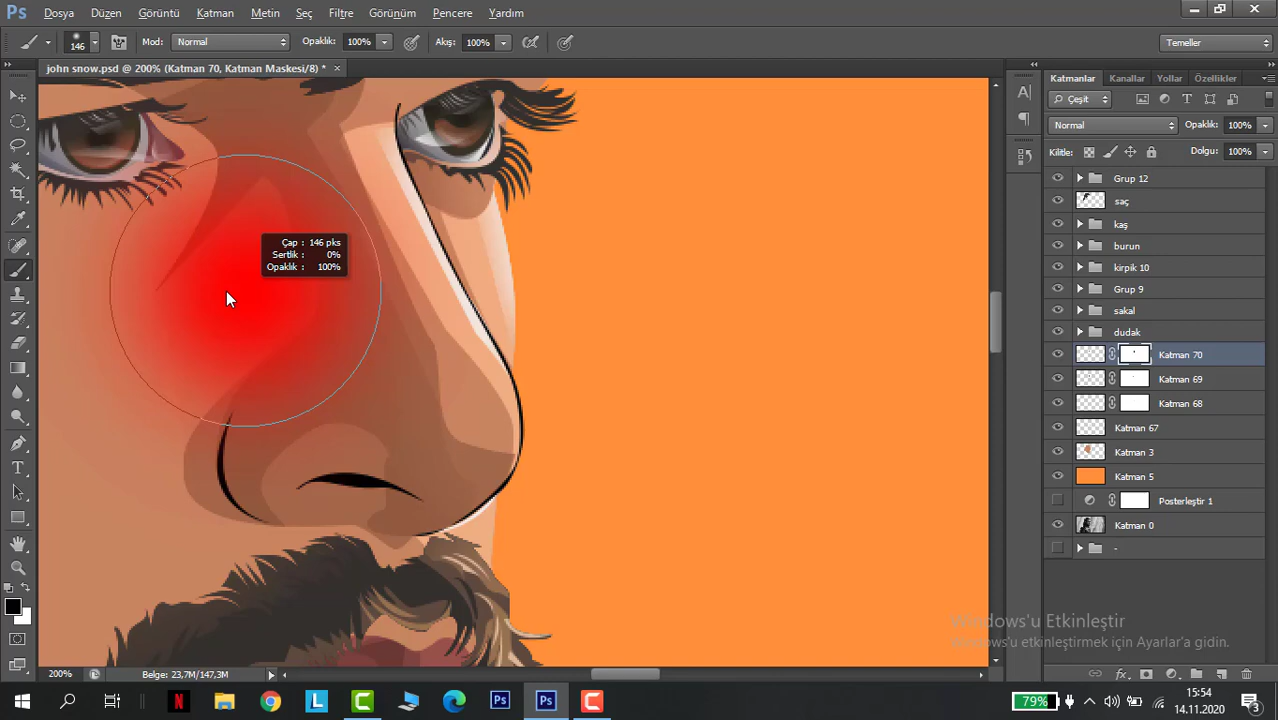 Ps Dosya Düzen Görüntü Katman Metin Seç Filtre Görünüm Pencere Yardım
146 Mod: Normal Opaklık: 100% Akış: 100% Temeller
john snow.psd @ 200% (Katman 70, Katman Maskesi/8) * ×
Katmanlar Kanallar Yollar Özellikler
Çeşit
Normal Opaklık: 100%
Kilitle: Dolgu: 100%
Grup 12
saç
kaş
burun
kirpik 10
Grup 9
sakal
dudak
Katman 70
Katman 69
Katman 68
Katman 67
Katman 3
Katman 5
Posterleştir 1
Katman 0
-
Çap : 146 pks
Sertlik : 0%
Opaklık : 100%
Windows'u Etkinleştir
Windows'u etkinleştirmek için Ayarlar'a gidin.
200% Belge: 23,7M/147,3M
79% 15:54
14.11.2020
3